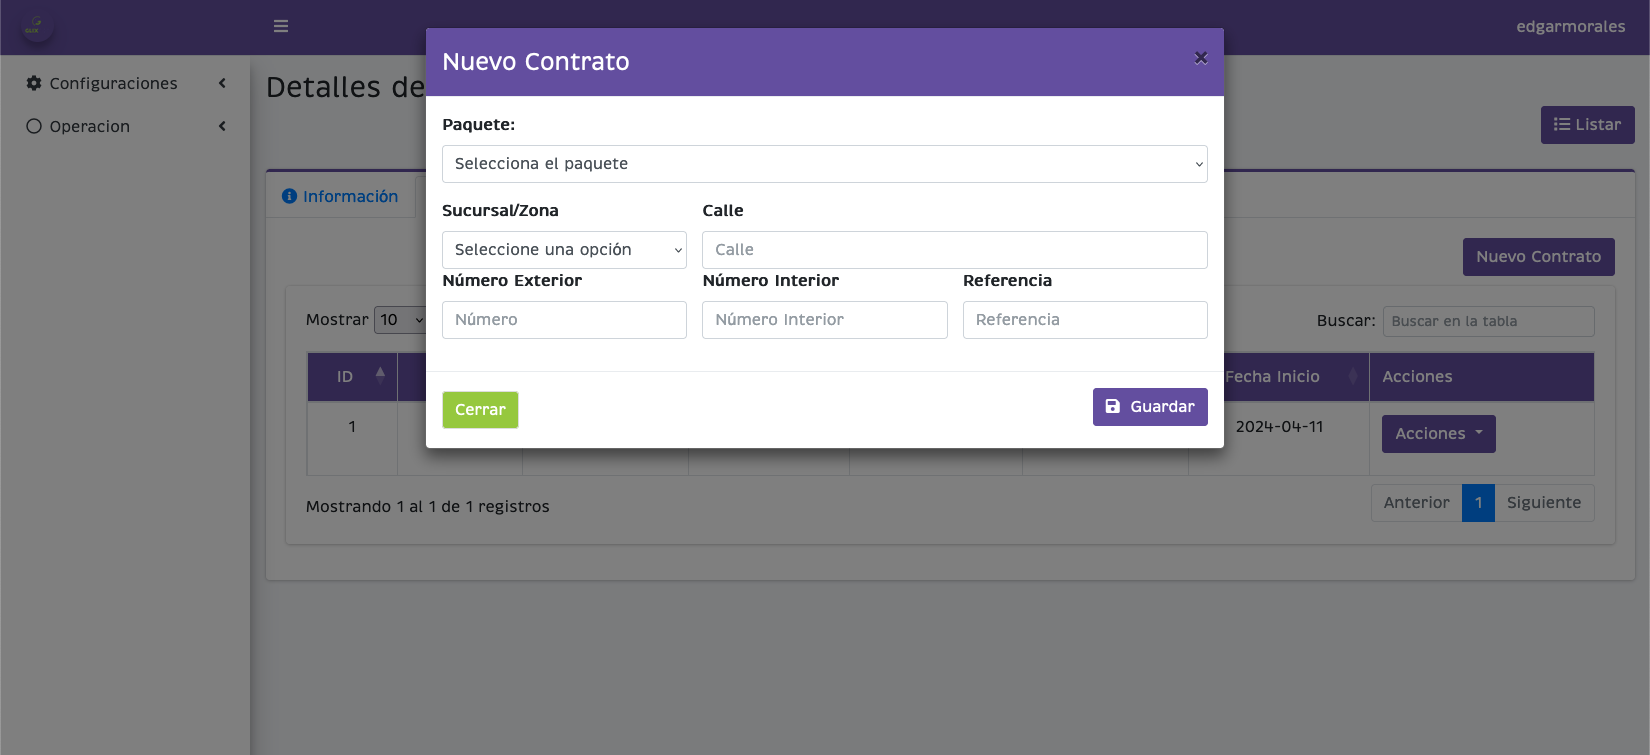 edgarmorales
Configuraciones
Operacion
Detalles de
Listar
Información
Nuevo Contrato
Mostrar 10
Buscar: Buscar en la tabla
ID Fecha Inicio Acciones
1 2024-04-11 Acciones
Mostrando 1 al 1 de 1 registros
Anterior 1 Siguiente
Nuevo Contrato
×
Paquete:
Selecciona el paquete
Sucursal/Zona Calle
Seleccione una opción Calle
Número Exterior Número Interior Referencia
Número Número Interior Referencia
Cerrar Guardar